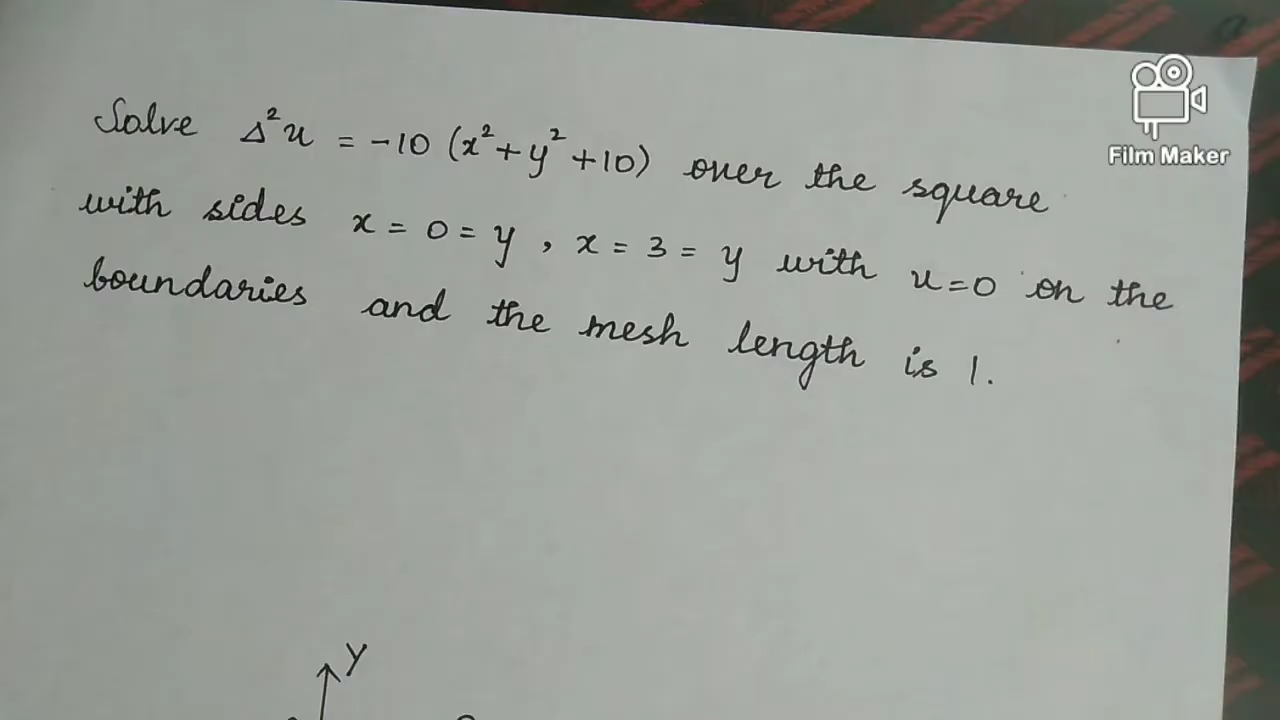 Solve Δ²u = -10 (x² + y² + 10) over the square
with sides x = 0 = y, x = 3 = y with u=0 on the
boundaries and the mesh length is 1.
Film Maker
Y